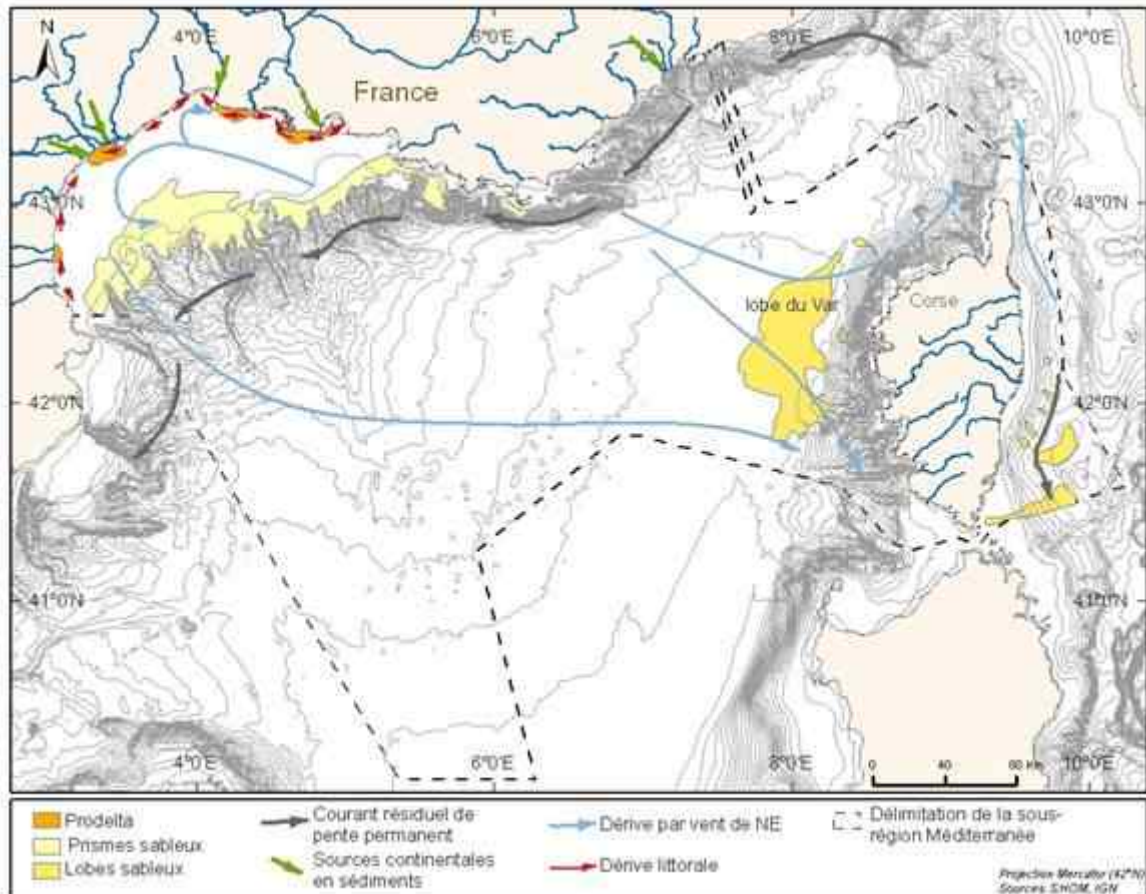 N
4°0'E 6°0'E 8°0'E 10°0'E
France
43°0'N 43°0'N
lobe du Var
Corse
42°0'N 42°0'N
41°0'N 41°0'N
4°0'E 6°0'E 8°0'E 10°0'E
0 40 80 Km
Prodelta
Prismes sableux
Lobes sableux
Courant résiduel de
pente permanent
Sources continentales
en sédiments
Dérive par vent de NE
Dérive littorale
Délimitation de la sous-
région Méditerranée
Projection Mercator (42°N)
Sources: SHOM, IGN